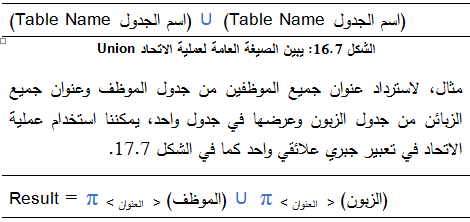 (اسم الجدول Table Name) ∪ (اسم الجدول Table Name)
الشكل 16.7: يبين الصيغة العامة لعملية الاتحاد Union
مثال، لاسترداد عنوان جميع الموظفين من جدول الموظف وعنوان جميع
الزبائن من جدول الزبون وعرضها في جدول واحد، يمكننا استخدام عملية
الاتحاد في تعبير جبري علائقي واحد كما في الشكل 17.7.
Result = π < العنوان > (الموظف) ∪ π < العنوان > (الزبون)